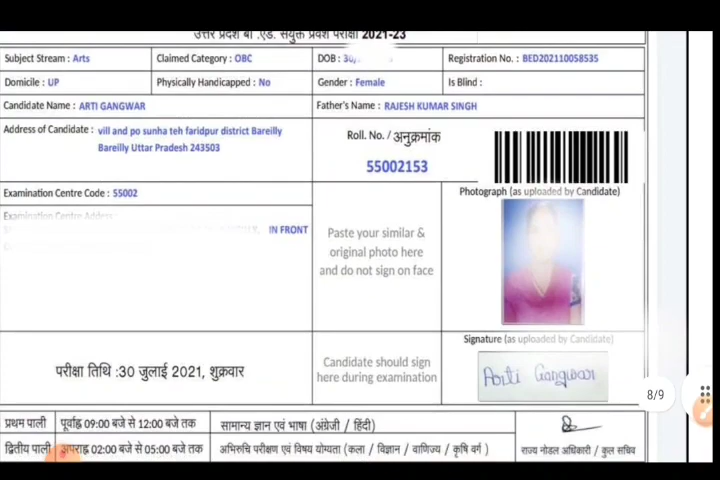 उत्तर प्रदेश बी.एड. संयुक्त प्रवेश परीक्षा 2021-23
Subject Stream : Arts
Claimed Category : OBC
DOB : 30/
Registration No. : BED202110058535
Domicile : UP
Physically Handicapped : No
Gender : Female
Is Blind :
Candidate Name : ARTI GANGWAR
Father's Name : RAJESH KUMAR SINGH
Address of Candidate : vill and po sunha teh faridpur district Bareilly
Bareilly Uttar Pradesh 243503
Roll. No. / अनुक्रमांक
55002153
Examination Centre Code : 55002
Photograph (as uploaded by Candidate)
Examination Centre Address
IN FRONT
Paste your similar &
original photo here
and do not sign on face
Signature (as uploaded by Candidate)
परीक्षा तिथि :30 जुलाई 2021, शुक्रवार
Candidate should sign
here during examination
Arti Gangwar
8/9
प्रथम पाली
पूर्वाह्न 09:00 बजे से 12:00 बजे तक
सामान्य ज्ञान एवं भाषा (अंग्रेजी / हिंदी)
द्वितीय पाली
अपराह्न 02:00 बजे से 05:00 बजे तक
अभिरुचि परीक्षण एवं विषय योग्यता (कला / विज्ञान / वाणिज्य / कृषि वर्ग )
राज्य नोडल अधिकारी / कुल सचिव